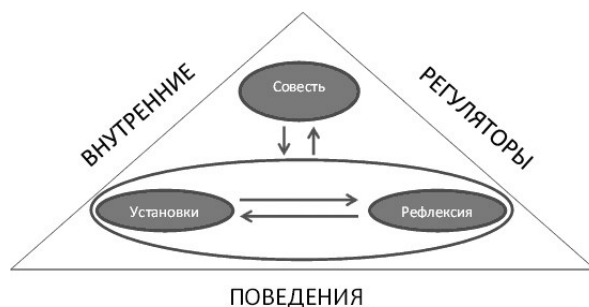 ВНУТРЕННИЕ
РЕГУЛЯТОРЫ
Совесть
Установки
Рефлексия
ПОВЕДЕНИЯ